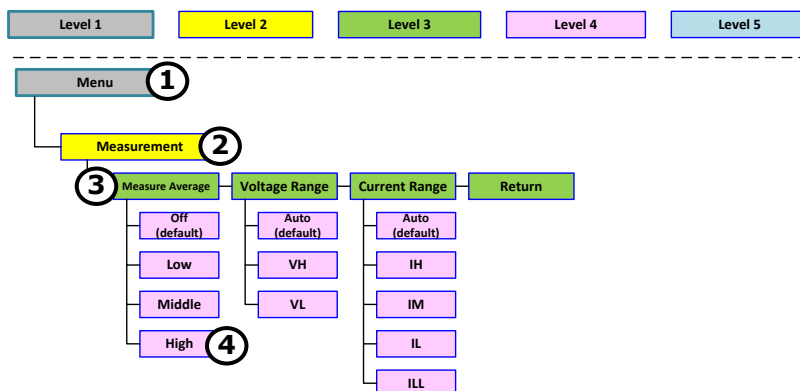 Level 1
Level 2
Level 3
Level 4
Level 5
Menu
1
Measurement
2
3
Measure Average
Voltage Range
Current Range
Return
Off
(default)
Auto
(default)
Auto
(default)
Low
VH
IH
Middle
VL
IM
High
4
IL
ILL